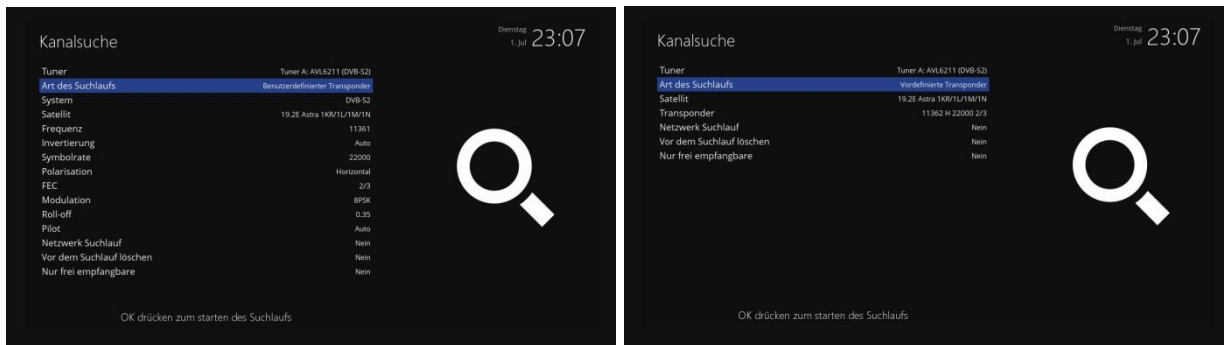 Kanalsuche
Dienstag
1. Jul 23:07
Tuner Tuner A: AVL6211 (DVB-S2)
Art des Suchlaufs Benutzerdefinierter Transponder
System DVB-S2
Satellit 19.2E Astra 1KR/1L/1M/1N
Frequenz 11361
Invertierung Auto
Symbolrate 22000
Polarisation Horizontal
FEC 2/3
Modulation 8PSK
Roll-off 0.35
Pilot Auto
Netzwerk Suchlauf Nein
Vor dem Suchlauf löschen Nein
Nur frei empfangbare Nein
OK drücken zum starten des Suchlaufs
Kanalsuche
Dienstag
1. Jul 23:07
Tuner Tuner A: AVL6211 (DVB-S2)
Art des Suchlaufs Vordefinierte Transponder
Satellit 19.2E Astra 1KR/1L/1M/1N
Transponder 11362 H 22000 2/3
Netzwerk Suchlauf Nein
Vor dem Suchlauf löschen Nein
Nur frei empfangbare Nein
OK drücken zum starten des Suchlaufs